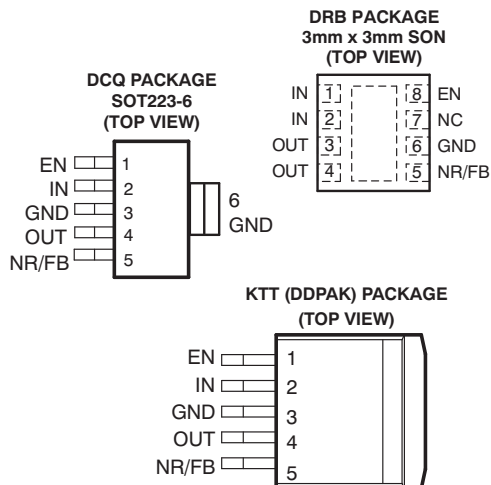 DRB PACKAGE
3mm x 3mm SON
(TOP VIEW)
IN 1 8 EN
IN 2 7 NC
OUT 3 6 GND
OUT 4 5 NR/FB
DCQ PACKAGE
SOT223-6
(TOP VIEW)
EN 1
IN 2
GND 3
OUT 4
NR/FB 5
6
GND
KTT (DDPAK) PACKAGE
(TOP VIEW)
EN 1
IN 2
GND 3
OUT 4
NR/FB 5